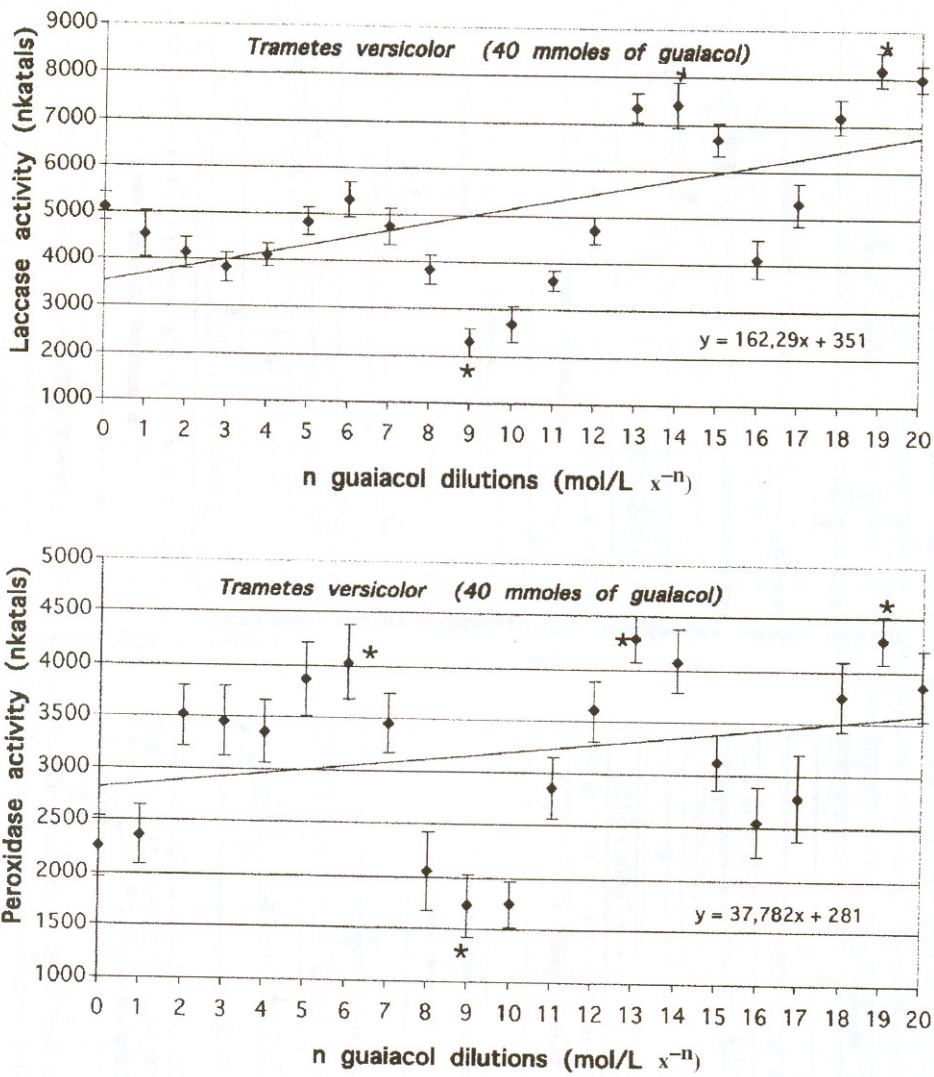 9000
Trametes versicolor (40 mmoles of guaiacol)
8000
7000
6000
5000
4000
3000
2000
1000
Laccase activity (nkatals)
y = 162,29x + 351
0 1 2 3 4 5 6 7 8 9 10 11 12 13 14 15 16 17 18 19 20
n guaiacol dilutions (mol/L x⁻ⁿ)
5000
Trametes versicolor (40 mmoles of guaiacol)
4500
4000
3500
3000
2500
2000
1500
1000
Peroxidase activity (nkatals)
y = 37,782x + 281
0 1 2 3 4 5 6 7 8 9 10 11 12 13 14 15 16 17 18 19 20
n guaiacol dilutions (mol/L x⁻ⁿ)